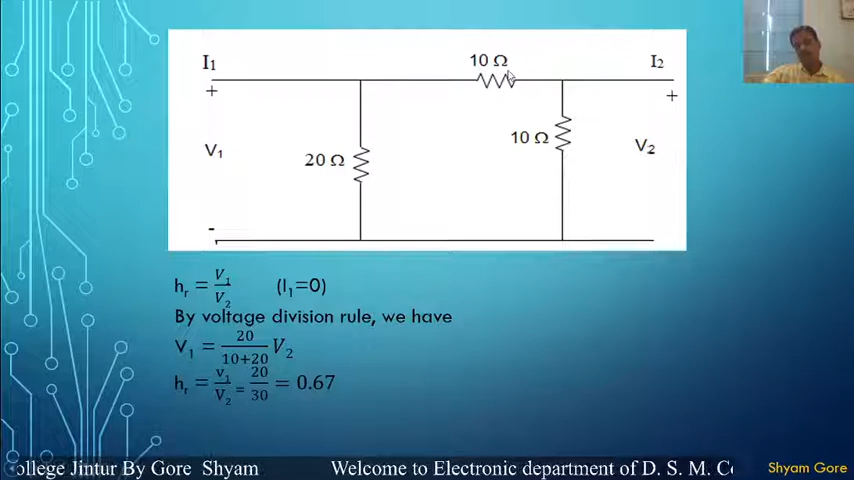 I₁
10 Ω
I₂
+
+
V₁
20 Ω
10 Ω
V₂
-
hᵣ = V₁/V₂ (I₁=0)
By voltage division rule, we have
V₁ = 20/10+20 V₂
hᵣ = v₁/V₂ = 20/30 = 0.67
ollege Jintur By Gore Shyam Welcome to Electronic department of D. S. M. Co
Shyam Gore